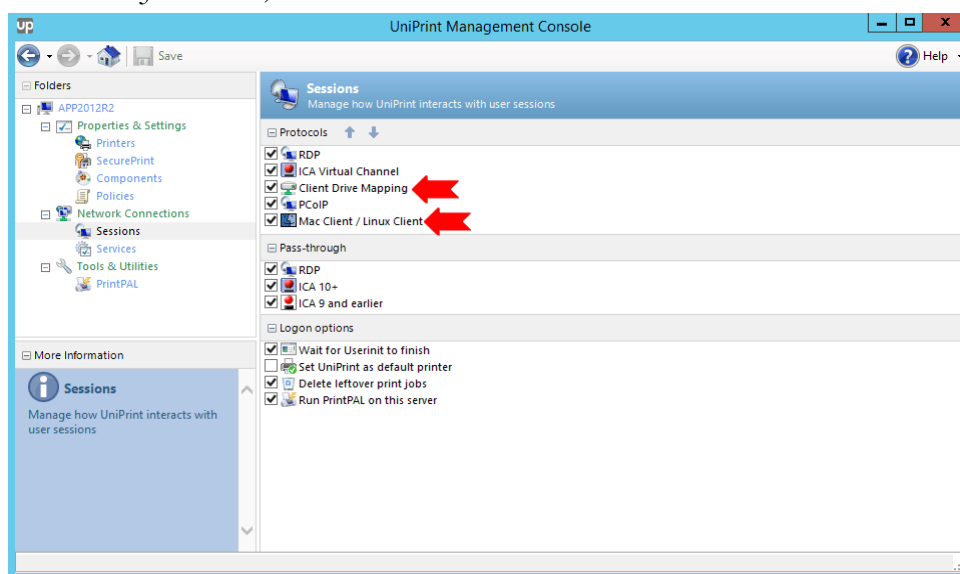 UP
UniPrint Management Console
Save
Help
Folders
APP2012R2
Properties & Settings
Printers
SecurePrint
Components
Policies
Network Connections
Sessions
Services
Tools & Utilities
PrintPAL
More Information
Sessions
Manage how UniPrint interacts with
user sessions
Sessions
Manage how UniPrint interacts with user sessions
Protocols
RDP
ICA Virtual Channel
Client Drive Mapping
PCoIP
Mac Client / Linux Client
Pass-through
RDP
ICA 10+
ICA 9 and earlier
Logon options
Wait for Userinit to finish
Set UniPrint as default printer
Delete leftover print jobs
Run PrintPAL on this server